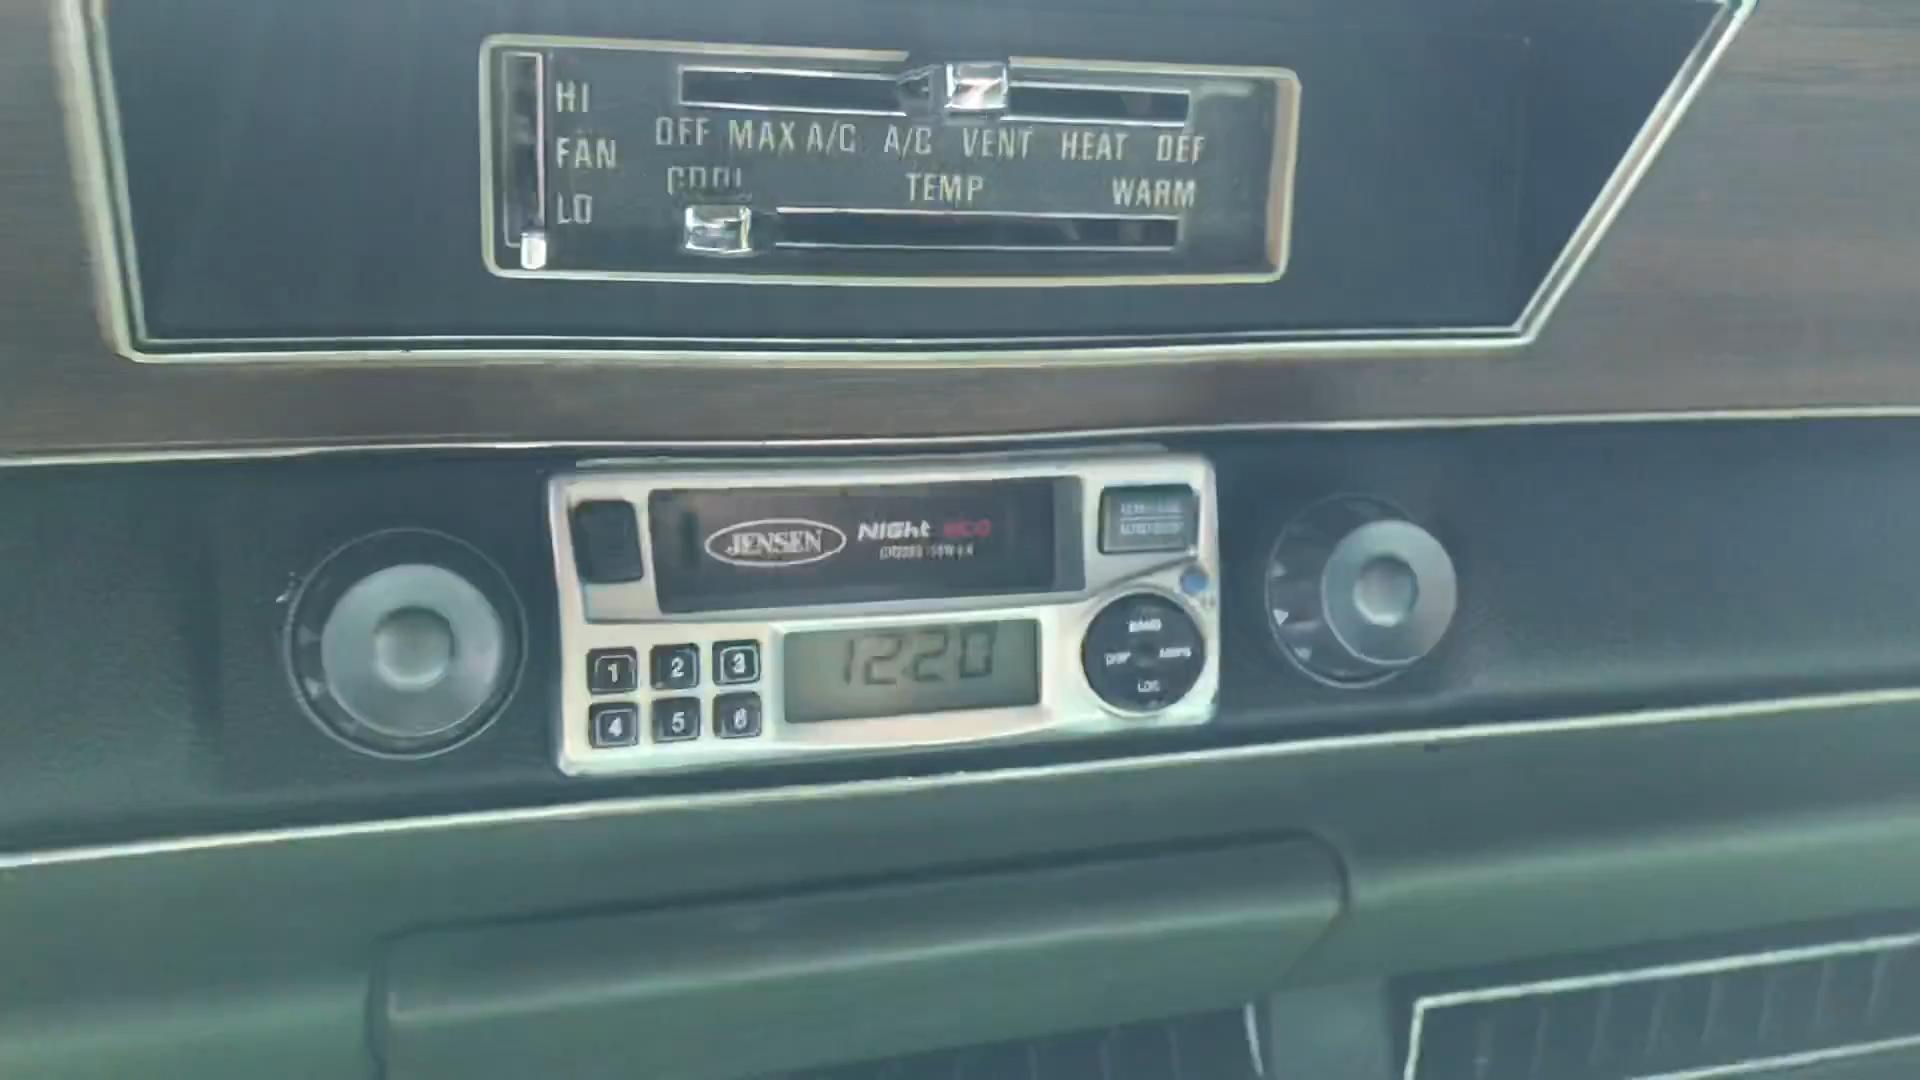 HI
FAN
LO
OFF MAX A/C A/C VENT HEAT DEF
COOL TEMP WARM
JENSEN NIGHT
1 2 3
4 5 6
1220
BAND
DISP
LOC